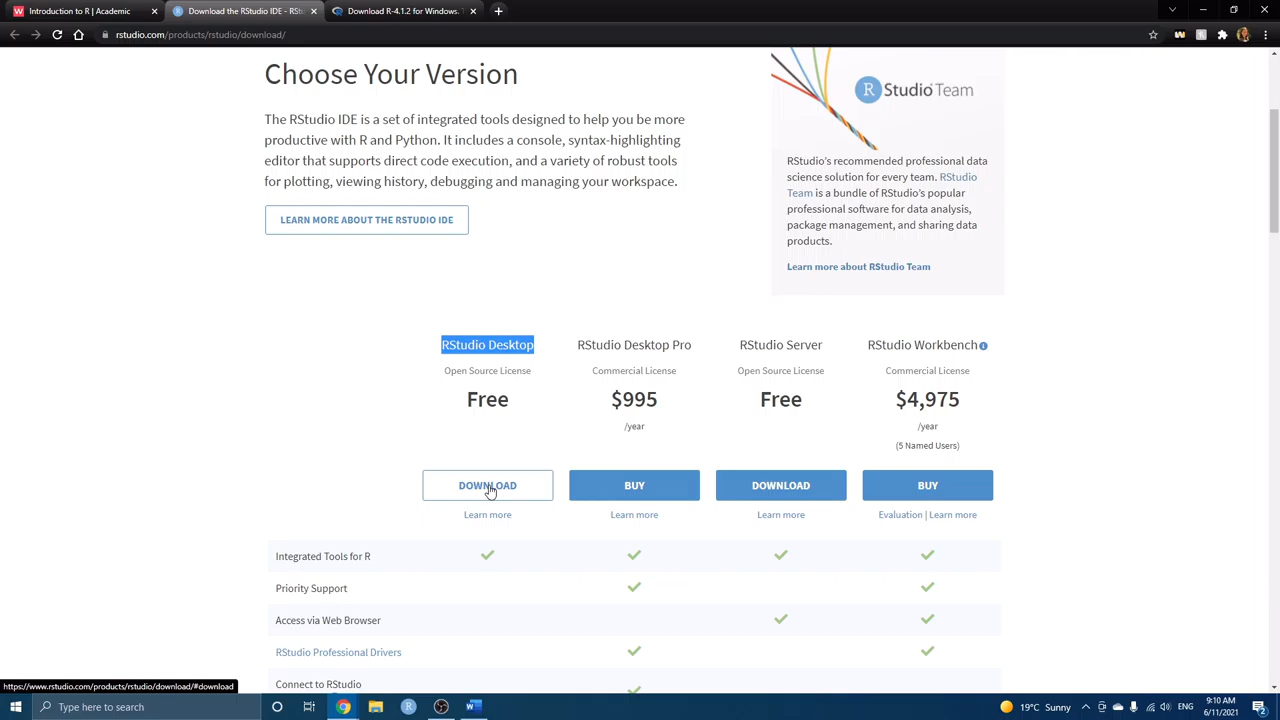 Introduction to R | Academic
Download the IDE - RSt
Download R-4.1.2 for Windows.
rstudio.com/products/rstudio/download/
Choose Your Version
The RStudio IDE is a set of integrated tools designed to help you be more
productive with R and Python. It includes a console, syntax-highlighting
editor that supports direct code execution, and a variety of robust tools
for plotting, viewing history, debugging and managing your workspace.
LEARN MORE ABOUT THE RSTUDIO IDE
R Studio Team
RStudio's recommended professional data
science solution for every team. RStudio
Team is a bundle of RStudio's popular
professional software for data analysis,
package management, and sharing data
products.
Learn more about RStudio Team
RStudio Desktop
Open Source License
Free
DOWNLOAD
Learn more
RStudio Desktop Pro
Commercial License
$995
/year
BUY
Learn more
RStudio Server
Open Source License
Free
DOWNLOAD
Learn more
RStudio Workbench
Commercial License
$4,975
/year
(5 Named Users)
BUY
Evaluation | Learn more
Integrated Tools for R
Priority Support
Access via Web Browser
RStudio Professional Drivers
Connect to RStudio
https://www.rstudio.com/products/rstudio/download/#download
Type here to search
19°C Sunny
ENG
9:10 AM
6/11/2021
2